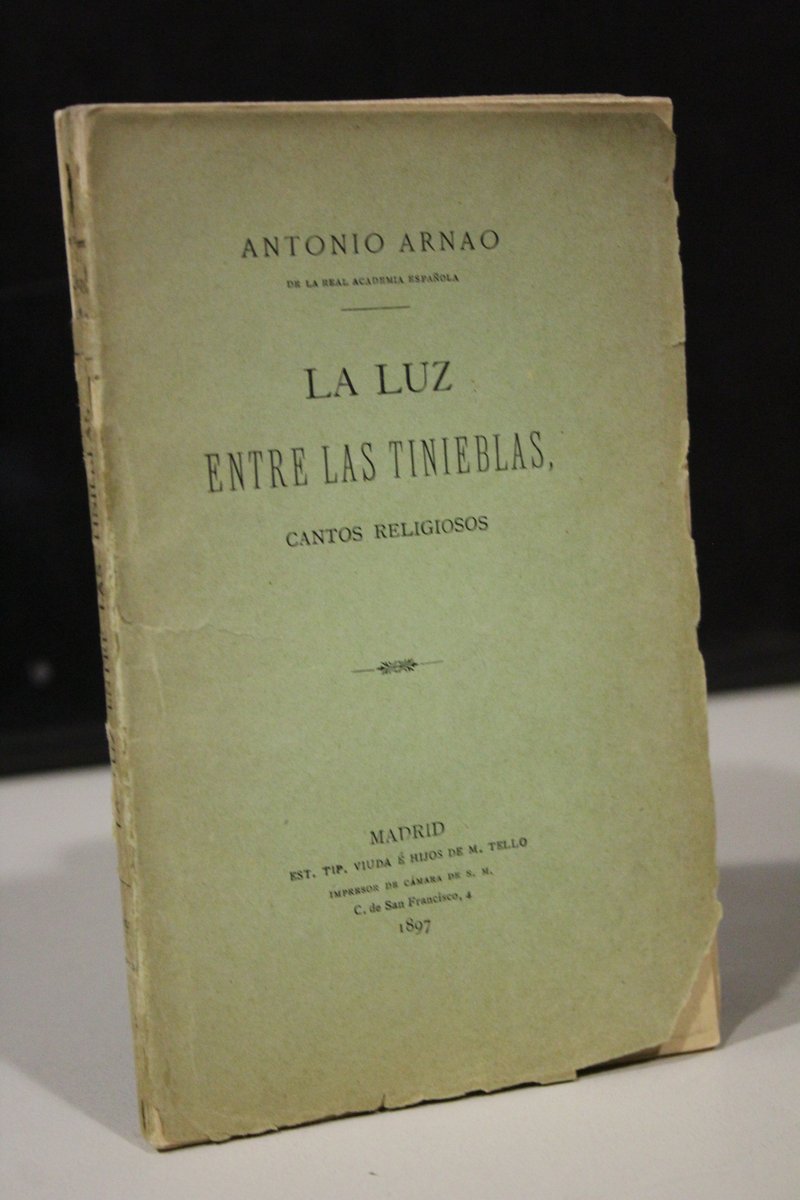 ANTONIO ARNAO
DE LA REAL ACADEMIA ESPAÑOLA
LA LUZ
ENTRE LAS TINIEBLAS,
CANTOS RELIGIOSOS
MADRID
EST. TIP. VIUDA É HIJOS DE M. TELLO
IMPRESOR DE CÁMARA DE S. M.
C. de San Francisco, 4
1897